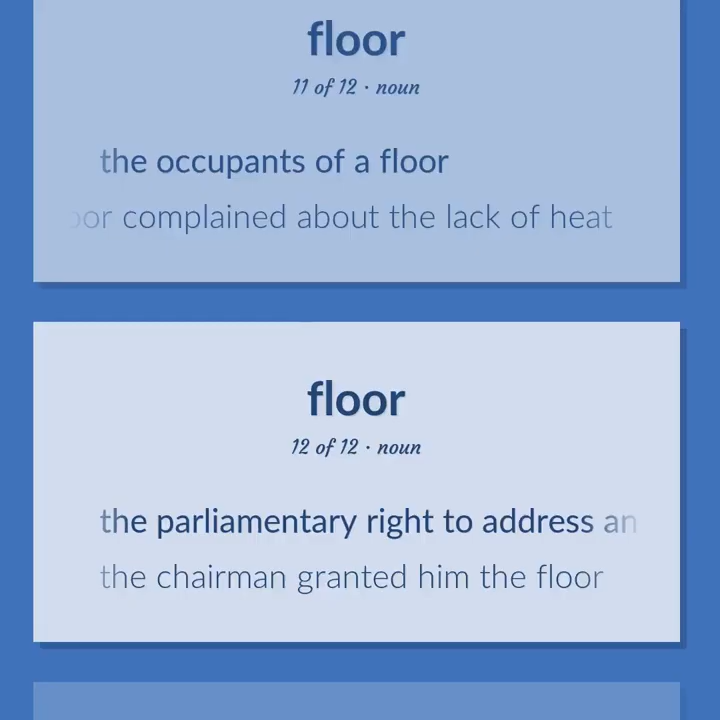 floor
11 of 12 · noun
the occupants of a floor
complained about the lack of heat
floor
12 of 12 · noun
the parliamentary right to address
the chairman granted him the floor